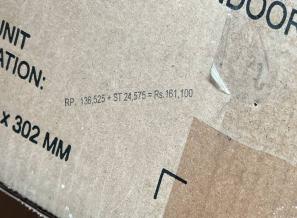 DOOR
UNIT
ATION:
RP. 136,525 + ST 24,575 = Rs.161,100
x 302 MM